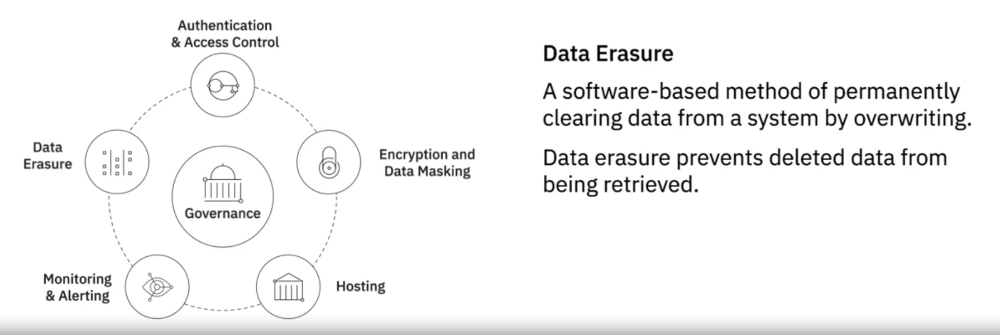 Authentication
& Access Control
Data
Erasure
Encryption and
Data Masking
Governance
Monitoring
& Alerting
Hosting
Data Erasure
A software-based method of permanently
clearing data from a system by overwriting.
Data erasure prevents deleted data from
being retrieved.